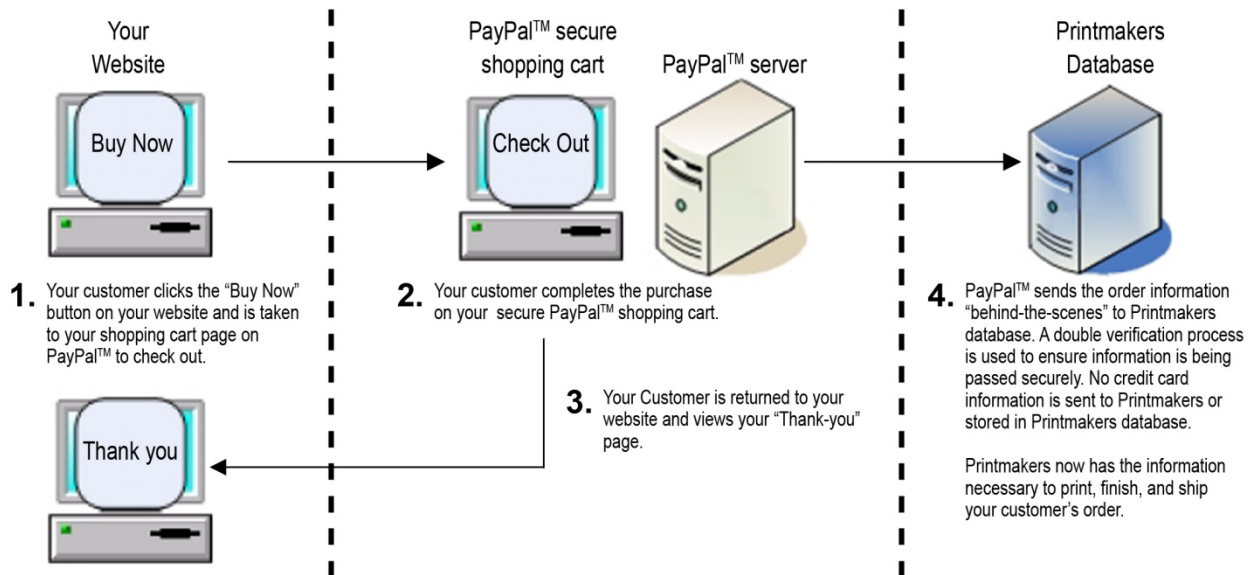 Your
Website
Buy Now
1. Your customer clicks the “Buy Now”
button on your website and is taken
to your shopping cart page on
PayPal™ to check out.
Thank you
PayPal™ secure
shopping cart
Check Out
PayPal™ server
2. Your customer completes the purchase
on your secure PayPal™ shopping cart.
3. Your Customer is returned to your
website and views your “Thank-you”
page.
Printmakers
Database
4. PayPal™ sends the order information
“behind-the-scenes” to Printmakers
database. A double verification process
is used to ensure information is being
passed securely. No credit card
information is sent to Printmakers or
stored in Printmakers database.
Printmakers now has the information
necessary to print, finish, and ship
your customer’s order.